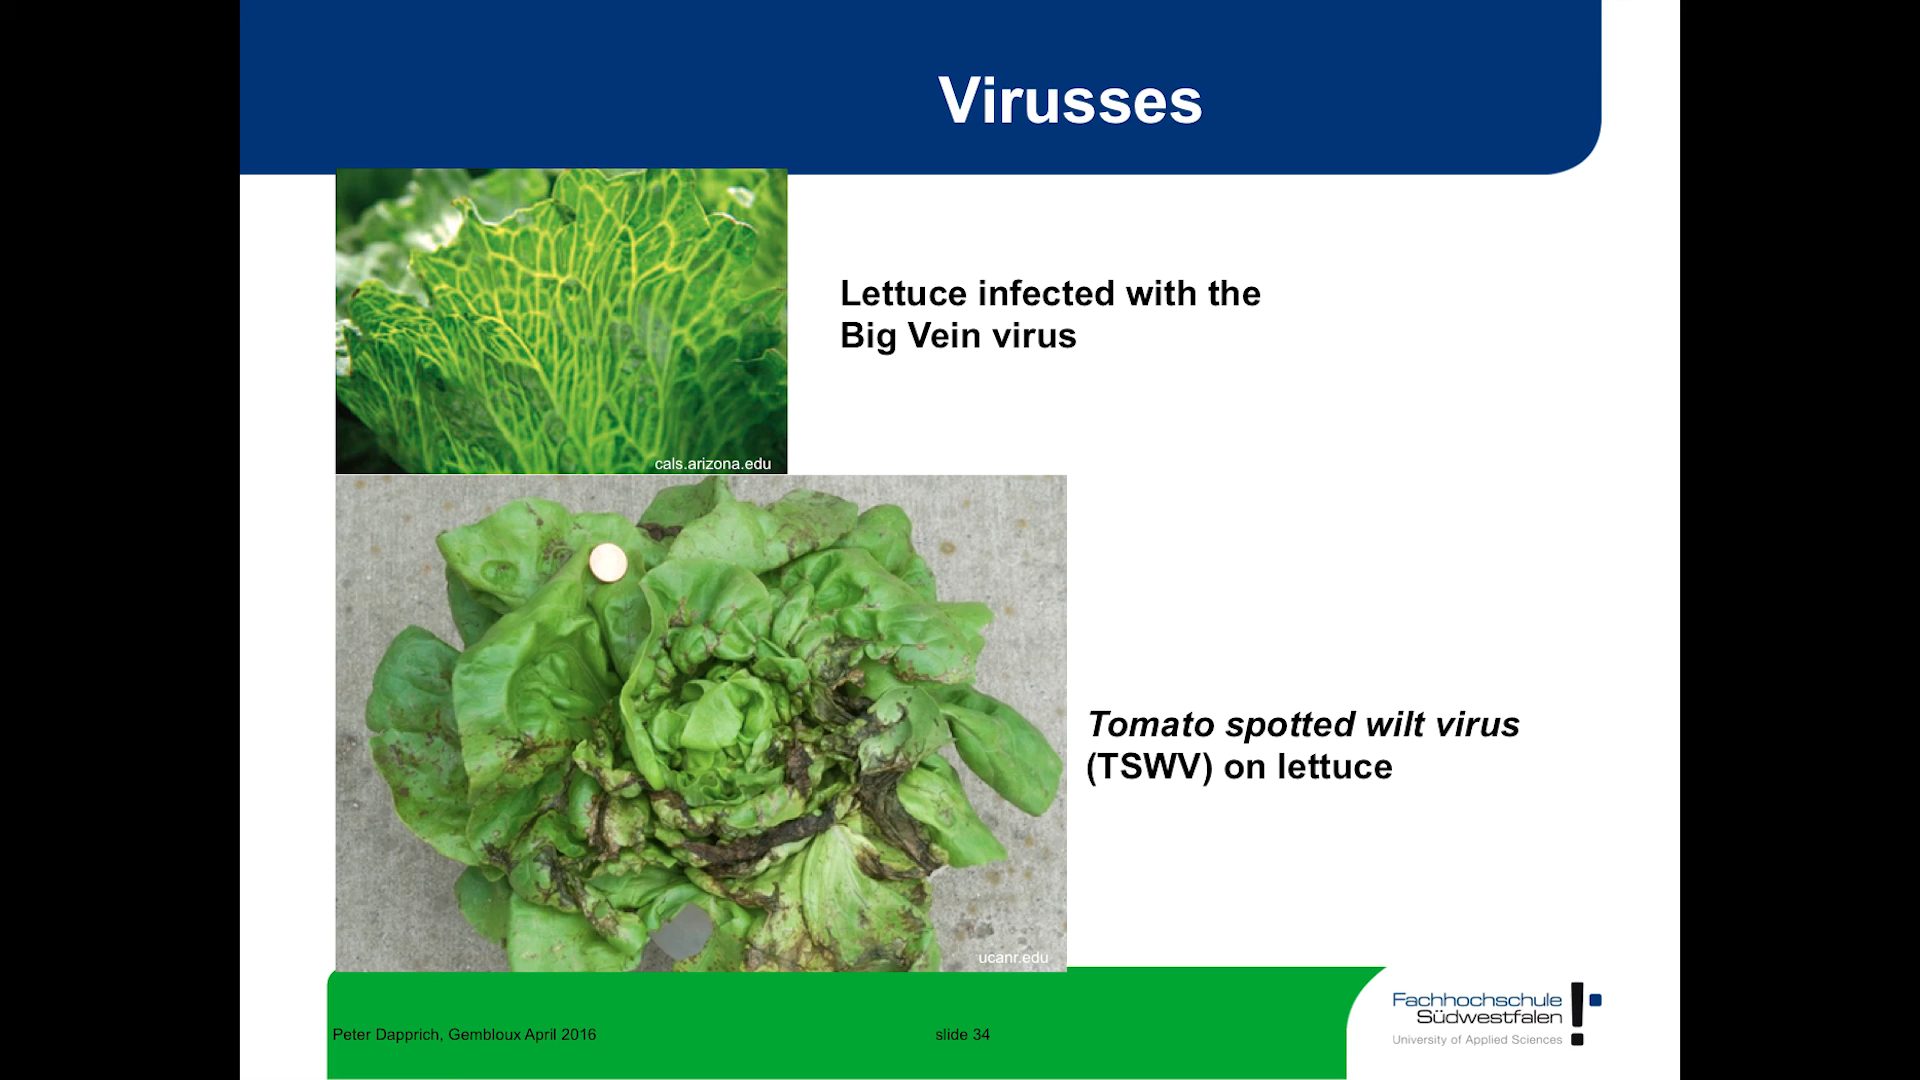 Virusses
Lettuce infected with the
Big Vein virus
cals.arizona.edu
Tomato spotted wilt virus
(TSWV) on lettuce
ucanr.edu
Peter Dapprich, Gembloux April 2016
slide 34
Fachhochschule
Südwestfalen
University of Applied Sciences